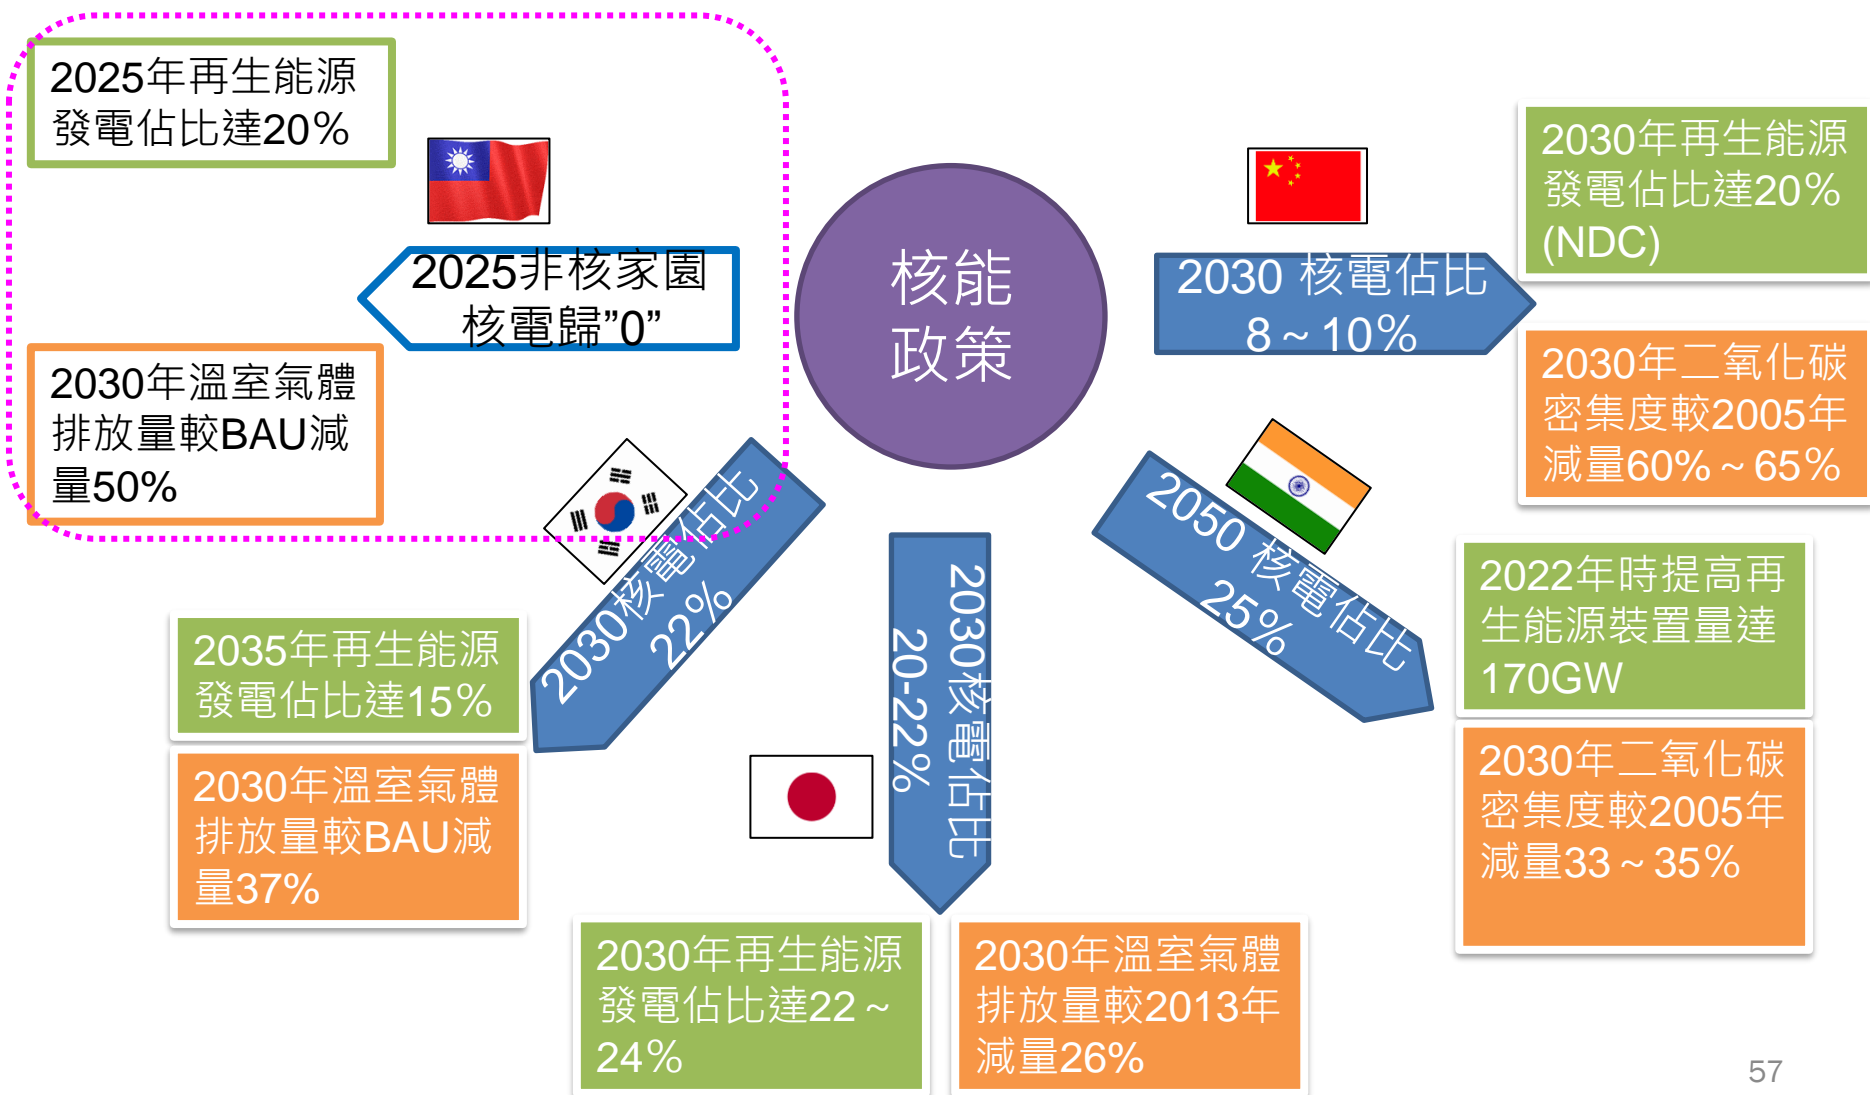 2025年再生能源
發電佔比達20%
2025非核家園
核電歸”0”
2030年溫室氣體
排放量較BAU減
量50%
核能
政策
2030 核電佔比
8～10%
2030年再生能源
發電佔比達20%
(NDC)
2030年二氧化碳
密集度較2005年
減量60%～65%
2030核電佔比
22%
2035年再生能源
發電佔比達15%
2030年溫室氣體
排放量較BAU減
量37%
2030核電佔比
20-22%
2030年再生能源
發電佔比達22～
24%
2030年溫室氣體
排放量較2013年
減量26%
2050 核電佔比
25%
2022年時提高再
生能源裝置量達
170GW
2030年二氧化碳
密集度較2005年
減量33～35%
57